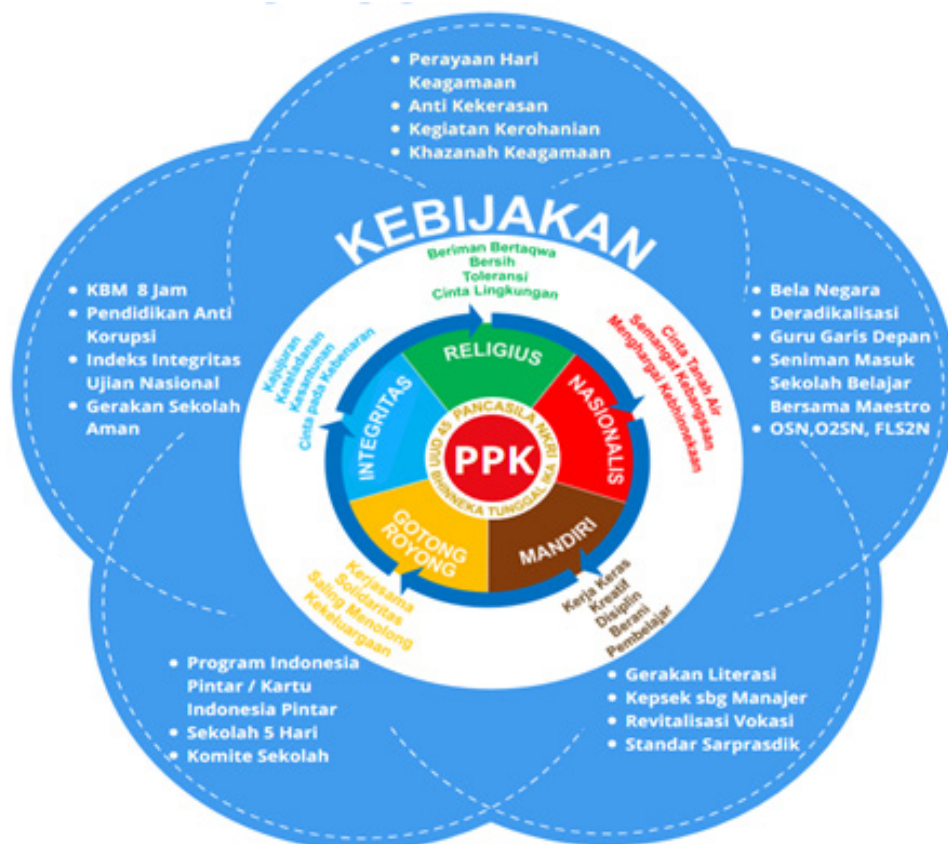 • Perayaan Hari
Keagamaan
• Anti Kekerasan
• Kegiatan Kerohanian
• Khazanah Keagamaan
KEBIJAKAN
Beriman Bertaqwa
Bersih
Toleransi
Cinta Lingkungan
• KBM 8 Jam
• Pendidikan Anti
Korupsi
• Indeks Integritas
Ujian Nasional
• Gerakan Sekolah
Aman
Kejujuran
Keteladanan
Kesantunan
Cinta pada Kebenaran
Cinta Tanah Air
Semangat Kebangsaan
Menghargai Kebhinnekaan
• Bela Negara
• Deradikalisasi
• Guru Garis Depan
• Seniman Masuk
Sekolah Belajar
Bersama Maestro
• OSN,O2SN, FLS2N
RELIGIUS
NASIONALIS
INTEGRITAS
UUD 45 PANCASILA NKRI
PPK
BHINNEKA TUNGGAL IKA
GOTONG
ROYONG
MANDIRI
Kerjasama
Solidaritas
Saling Menolong
Kekeluargaan
Kerja Keras
Kreatif
Disiplin
Berani
Pembelajar
• Program Indonesia
Pintar / Kartu
Indonesia Pintar
• Sekolah 5 Hari
• Komite Sekolah
• Gerakan Literasi
• Kepsek sbg Manajer
• Revitalisasi Vokasi
• Standar Sarprasdik